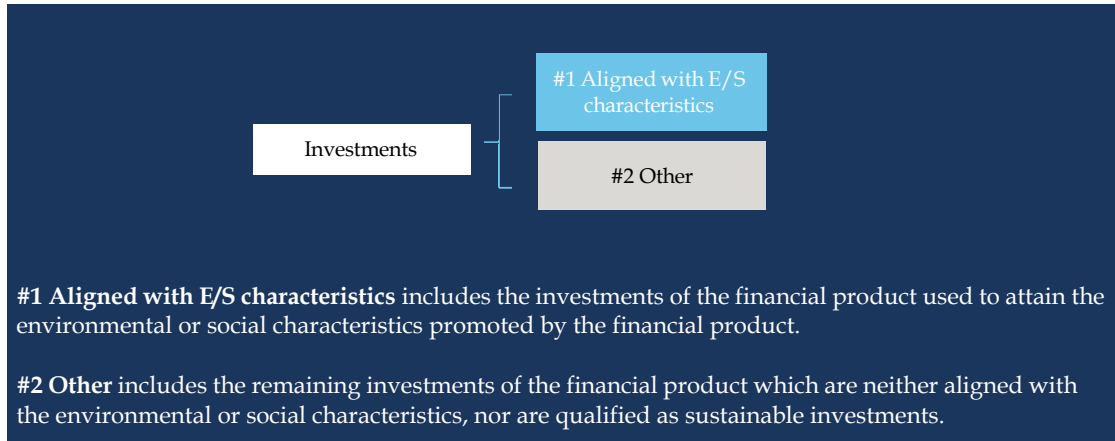 #1 Aligned with E/S
characteristics
Investments
#2 Other
#1 Aligned with E/S characteristics includes the investments of the financial product used to attain the
environmental or social characteristics promoted by the financial product.
#2 Other includes the remaining investments of the financial product which are neither aligned with
the environmental or social characteristics, nor are qualified as sustainable investments.